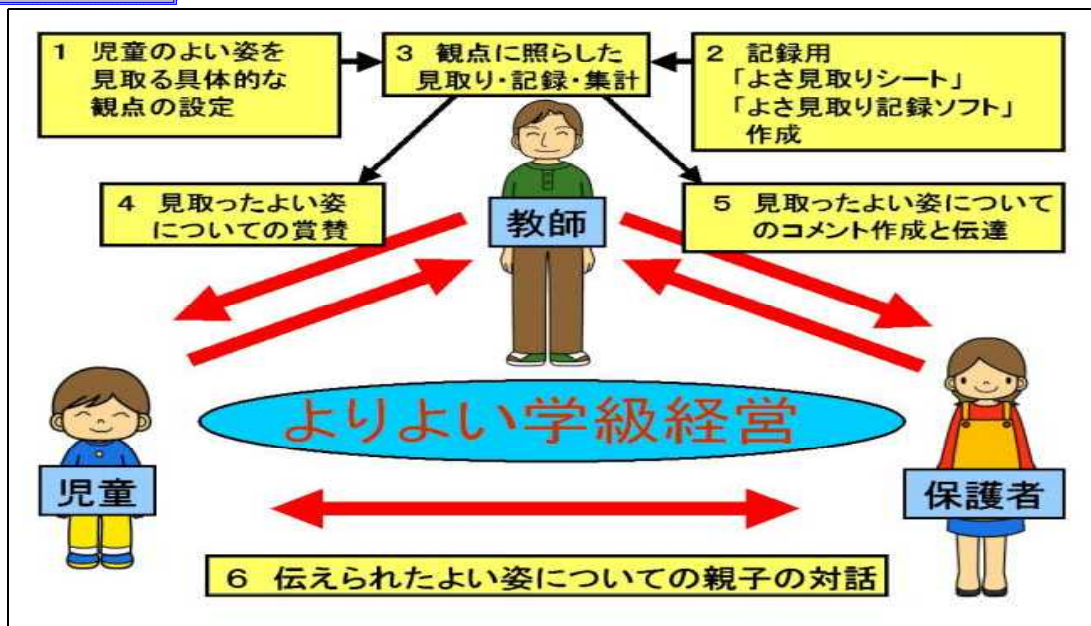 1 児童のよい姿を
見取る具体的な
観点の設定
3 観点に照らした
見取り・記録・集計
2 記録用
「よさ見取りシート」
「よさ見取り記録ソフト」
作成
4 見取ったよい姿
についての賞賛
教師
5 見取ったよい姿について
のコメント作成と伝達
よりよい学級経営
児童
保護者
6 伝えられたよい姿についての親子の対話